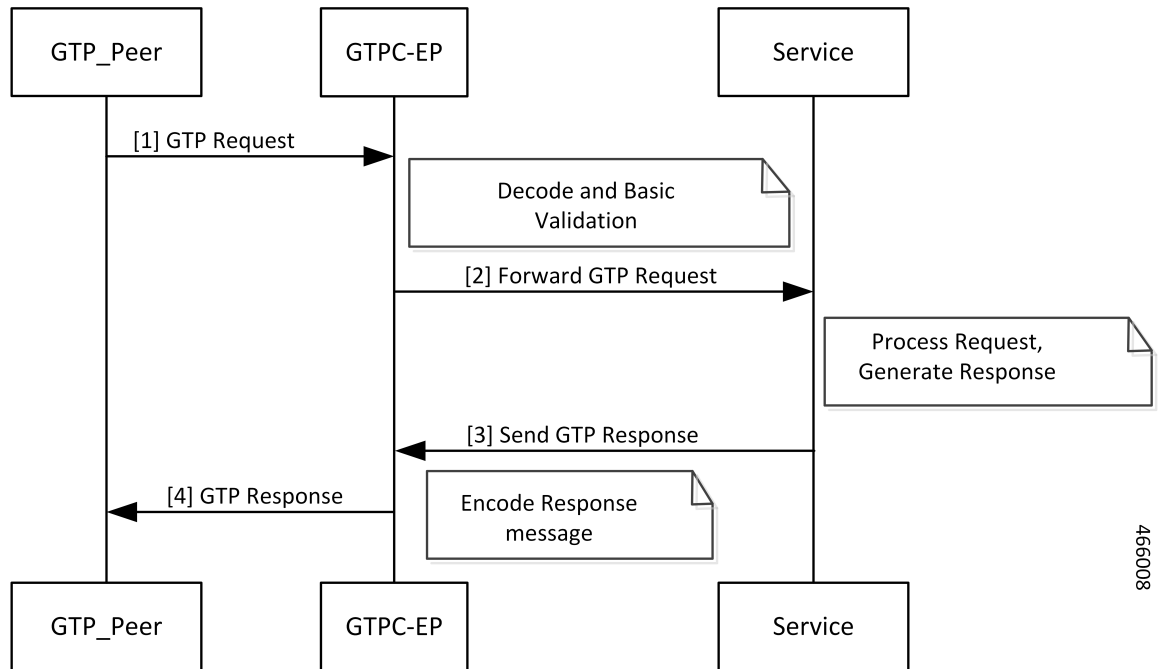 GTP_Peer
GTPC-EP
Service
[1] GTP Request
Decode and Basic
Validation
[2] Forward GTP Request
Process Request,
Generate Response
[3] Send GTP Response
[4] GTP Response
Encode Response
message
466008
GTP_Peer
GTPC-EP
Service